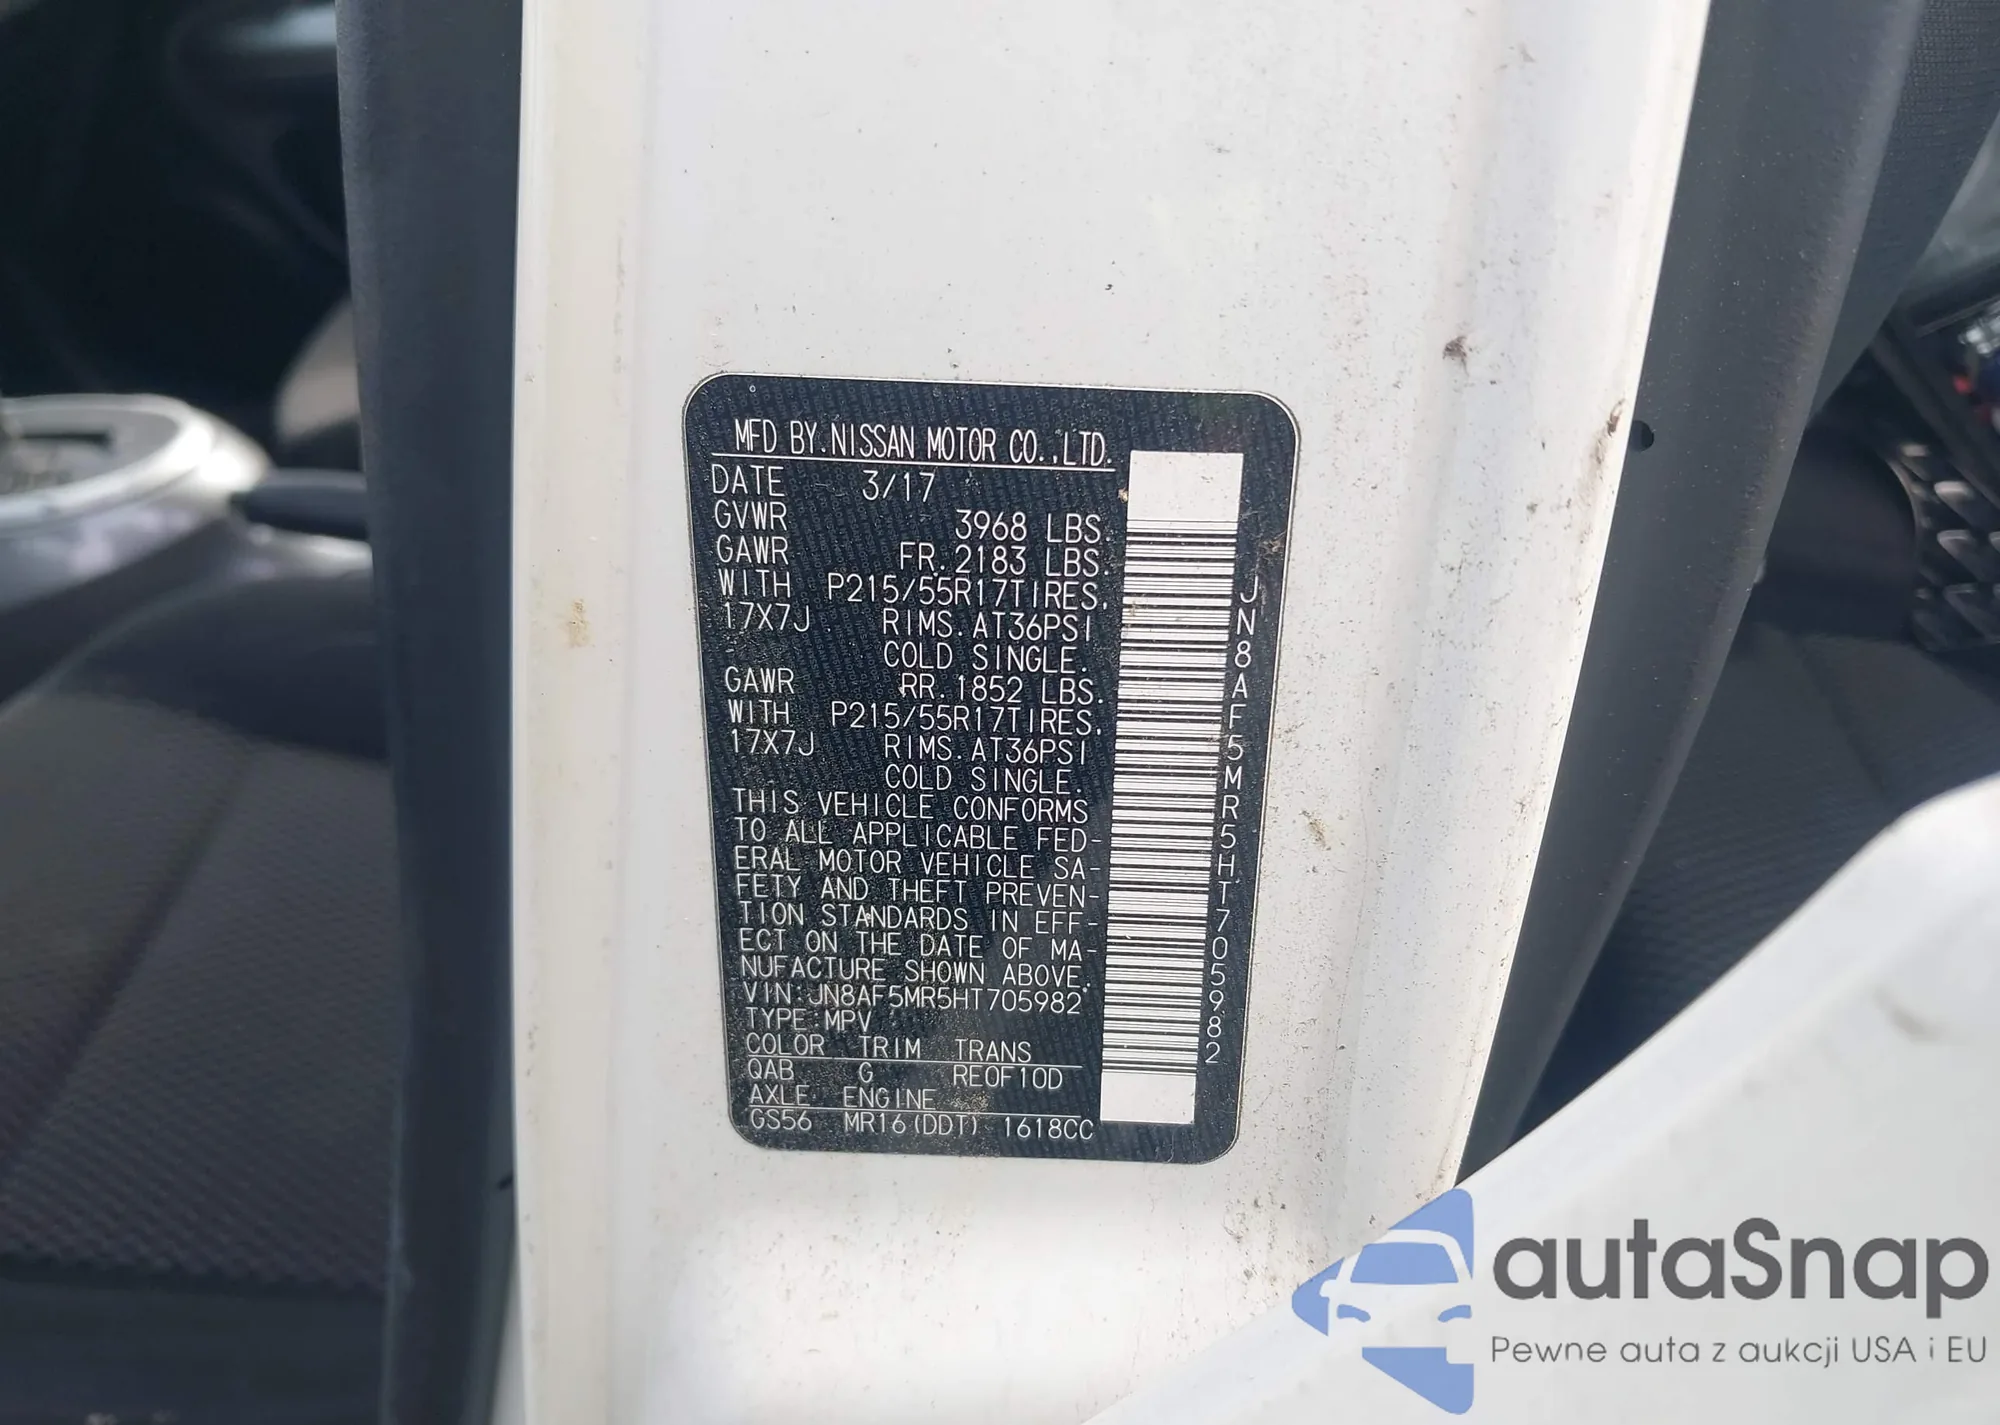 MFD BY.NISSAN MOTOR CO.,LTD.
DATE 3/17
GVWR 3968 LBS.
GAWR FR.2183 LBS.
WITH P215/55R17TIRES,
17X7J RIMS.AT36PSI
COLD SINGLE.
GAWR RR.1852 LBS.
WITH P215/55R17TIRES,
17X7J RIMS.AT36PSI
COLD SINGLE.
THIS VEHICLE CONFORMS
TO ALL APPLICABLE FED-
ERAL MOTOR VEHICLE SA-
FETY AND THEFT PREVEN-
TION STANDARDS IN EFF-
ECT ON THE DATE OF MA-
NUFACTURE SHOWN ABOVE.
VIN:JN8AF5MR5HT705982
TYPE:MPV
COLOR TRIM TRANS
QAB G RE0F10D
AXLE ENGINE
GS56 MR16(DDT) 1618CC
JN8AF5MR5HT705982
autaSnap
Pewne auta z aukcji USA i EU